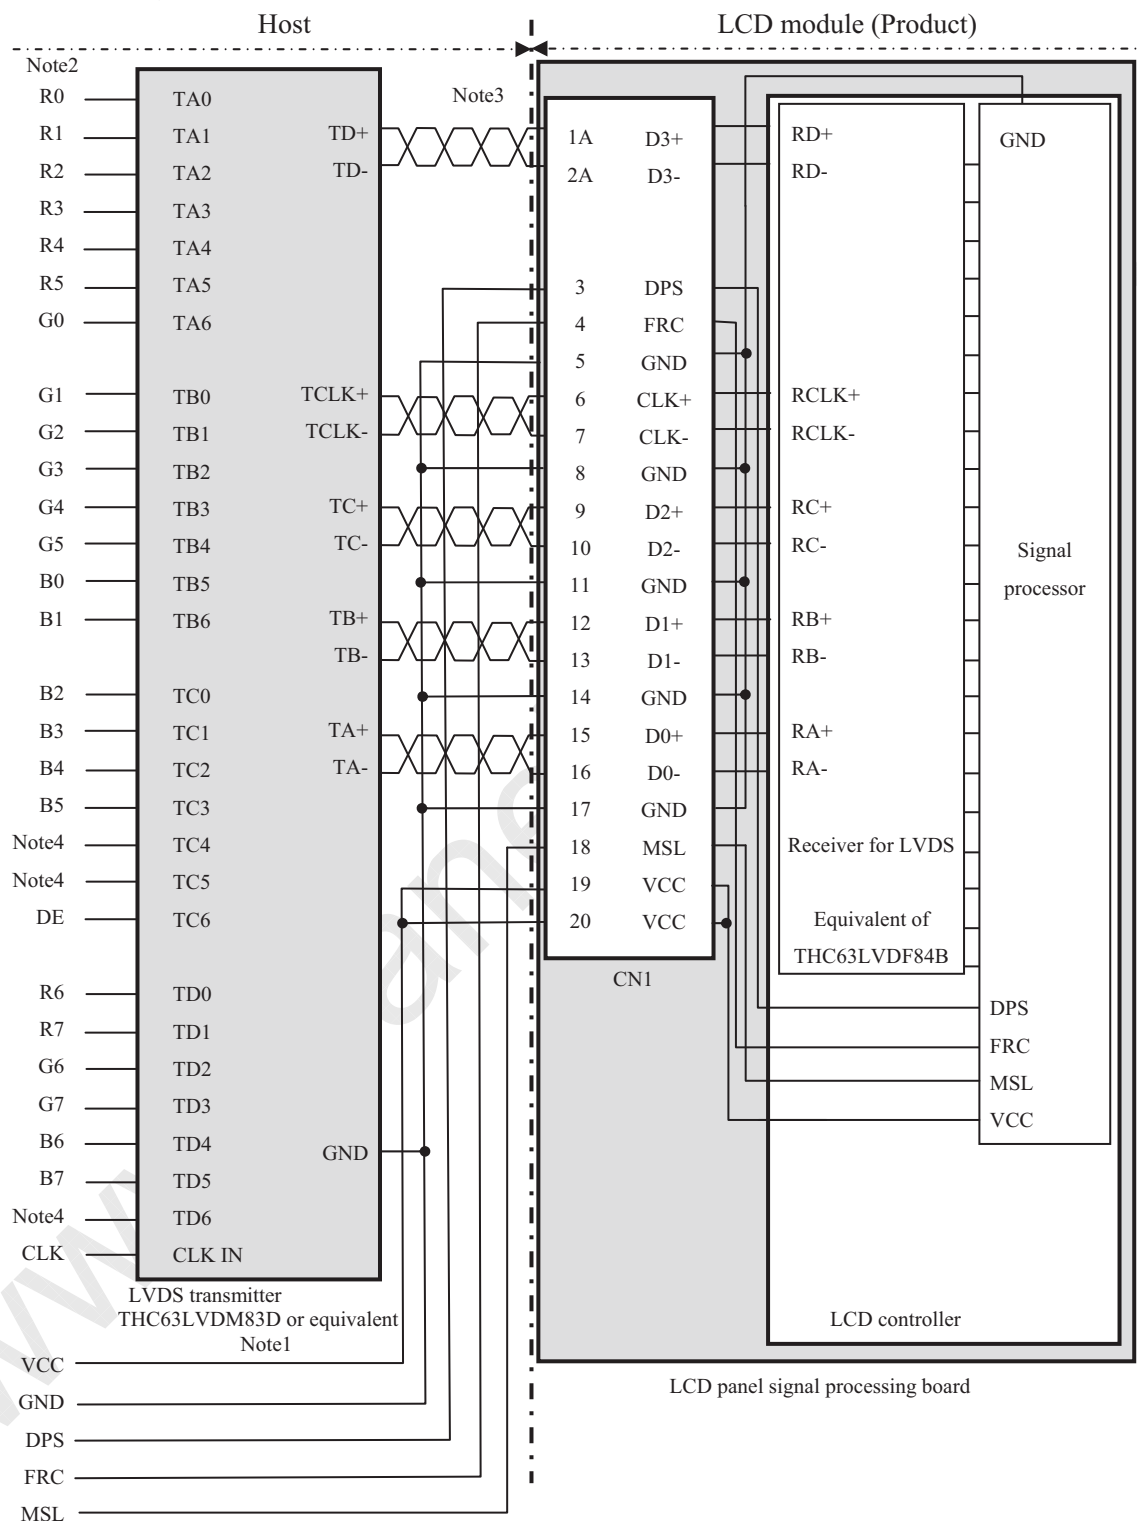 Host
LCD module (Product)
Note2
Note3
R0 TA0
R1 TA1
R2 TA2
R3 TA3
R4 TA4
R5 TA5
G0 TA6
G1 TB0
G2 TB1
G3 TB2
G4 TB3
G5 TB4
B0 TB5
B1 TB6
B2 TC0
B3 TC1
B4 TC2
B5 TC3
Note4 TC4
Note4 TC5
DE TC6
R6 TD0
R7 TD1
G6 TD2
G7 TD3
B6 TD4
B7 TD5
Note4 TD6
CLK CLK IN
TD+
TD-
TCLK+
TCLK-
TC+
TC-
TB+
TB-
TA+
TA-
GND
LVDS transmitter
THC63LVDM83D or equivalent
Note1
VCC
GND
DPS
FRC
MSL
1A D3+
2A D3-
3 DPS
4 FRC
5 GND
6 CLK+
7 CLK-
8 GND
9 D2+
10 D2-
11 GND
12 D1+
13 D1-
14 GND
15 D0+
16 D0-
17 GND
18 MSL
19 VCC
20 VCC
CN1
RD+
RD-
RCLK+
RCLK-
RC+
RC-
RB+
RB-
RA+
RA-
Receiver for LVDS
Equivalent of
THC63LVDF84B
GND
Signal
processor
DPS
FRC
MSL
VCC
LCD controller
LCD panel signal processing board